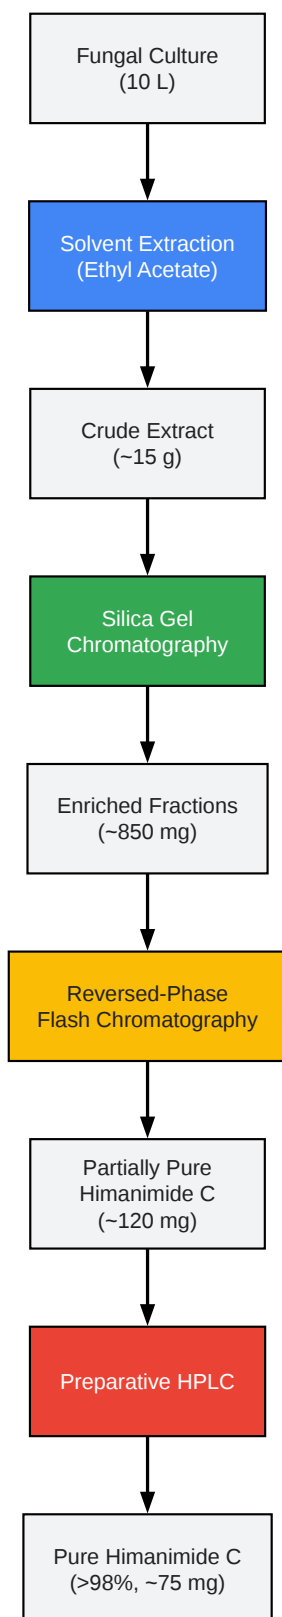 Fungal Culture
(10 L)
Solvent Extraction
(Ethyl Acetate)
Crude Extract
(~15 g)
Silica Gel
Chromatography
Enriched Fractions
(~850 mg)
Reversed-Phase
Flash Chromatography
Partially Pure
Himanimide C
(~120 mg)
Preparative HPLC
Pure Himanimide C
(>98%, ~75 mg)